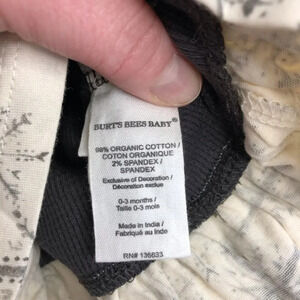 BURT'S BEES BABY®
98% ORGANIC COTTON /
COTON ORGANIQUE
2% SPANDEX /
SPANDEX
Exclusive of Decoration /
Décoration exclue
0-3 months /
Taille 0-3 mois
Made in India /
Fabriqué au Inde
RN# 136633